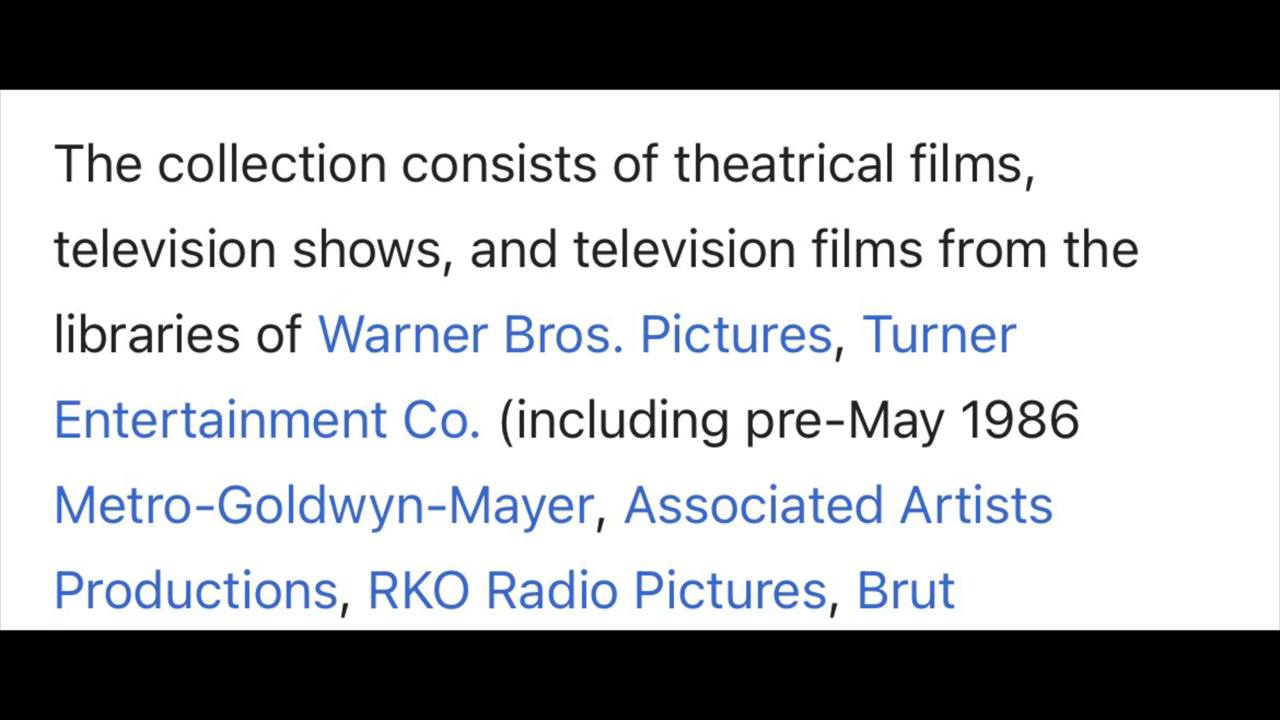 The collection consists of theatrical films,
television shows, and television films from the
libraries of Warner Bros. Pictures, Turner
Entertainment Co. (including pre-May 1986
Metro-Goldwyn-Mayer, Associated Artists
Productions, RKO Radio Pictures, Brut